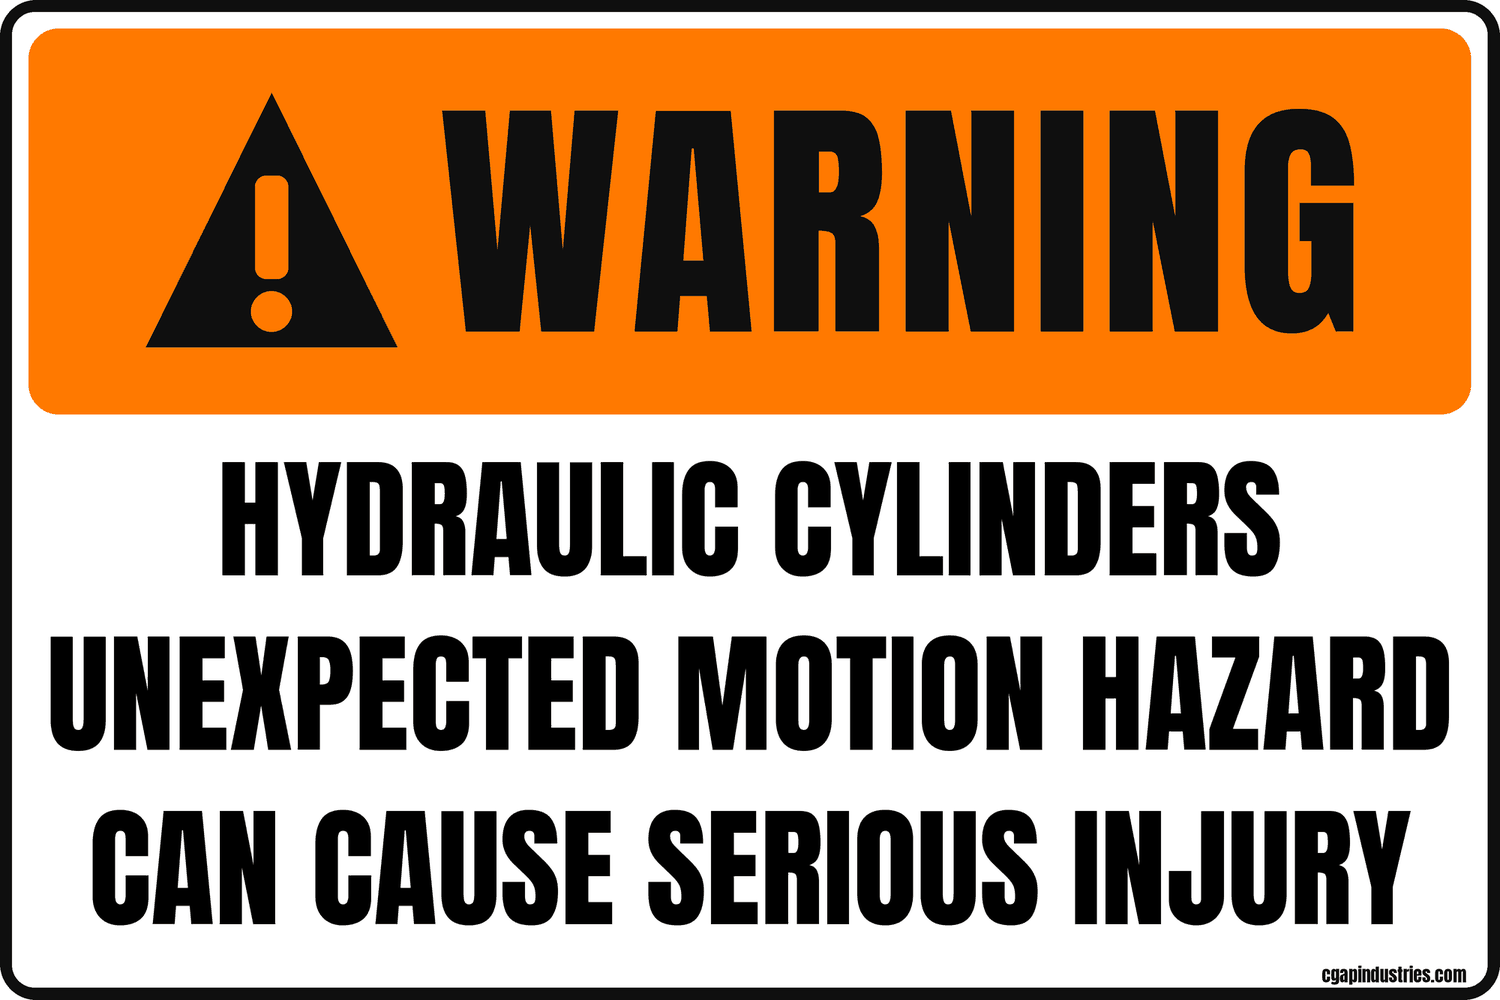 WARNING
HYDRAULIC CYLINDERS
UNEXPECTED MOTION HAZARD
CAN CAUSE SERIOUS INJURY
cgapindustries.com